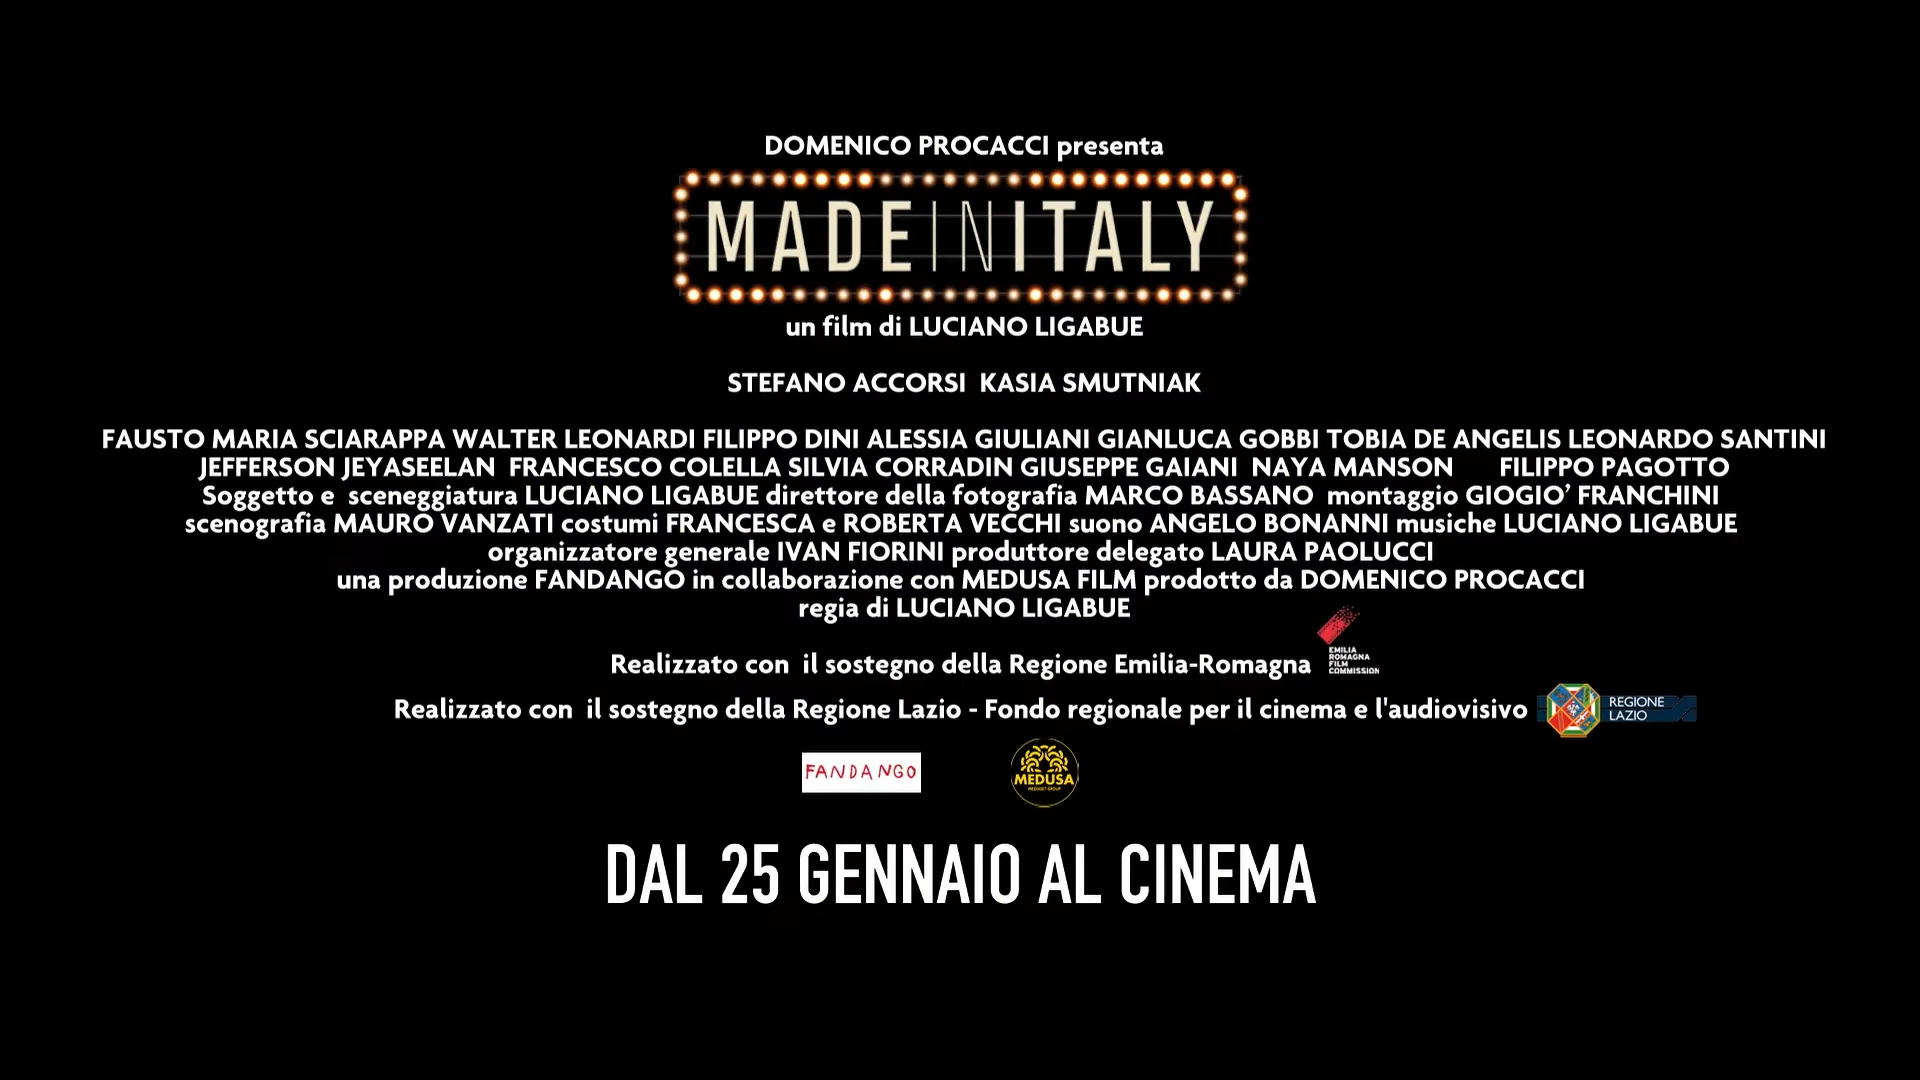 DOMENICO PROCACCI presenta
MADEINITALY
un film di LUCIANO LIGABUE
STEFANO ACCORSI KASIA SMUTNIAK
FAUSTO MARIA SCIARAPPA WALTER LEONARDI FILIPPO DINI ALESSIA GIULIANI GIANLUCA GOBBI TOBIA DE ANGELIS LEONARDO SANTINI
JEFFERSON JEYASEELAN FRANCESCO COLELLA SILVIA CORRADIN GIUSEPPE GAIANI NAYA MANSON FILIPPO PAGOTTO
Soggetto e sceneggiatura LUCIANO LIGABUE direttore della fotografia MARCO BASSANO montaggio GIOGIO’ FRANCHINI
scenografia MAURO VANZATI costumi FRANCESCA e ROBERTA VECCHI suono ANGELO BONANNI musiche LUCIANO LIGABUE
organizzatore generale IVAN FIORINI produttore delegato LAURA PAOLUCCI
una produzione FANDANGO in collaborazione con MEDUSA FILM prodotto da DOMENICO PROCACCI
regia di LUCIANO LIGABUE
Realizzato con il sostegno della Regione Emilia-Romagna
EMILIA
ROMAGNA
FILM
COMMISSION
Realizzato con il sostegno della Regione Lazio - Fondo regionale per il cinema e l'audiovisivo
REGIONE
LAZIO
FANDANGO
MEDUSA
MEDIASET GROUP
DAL 25 GENNAIO AL CINEMA